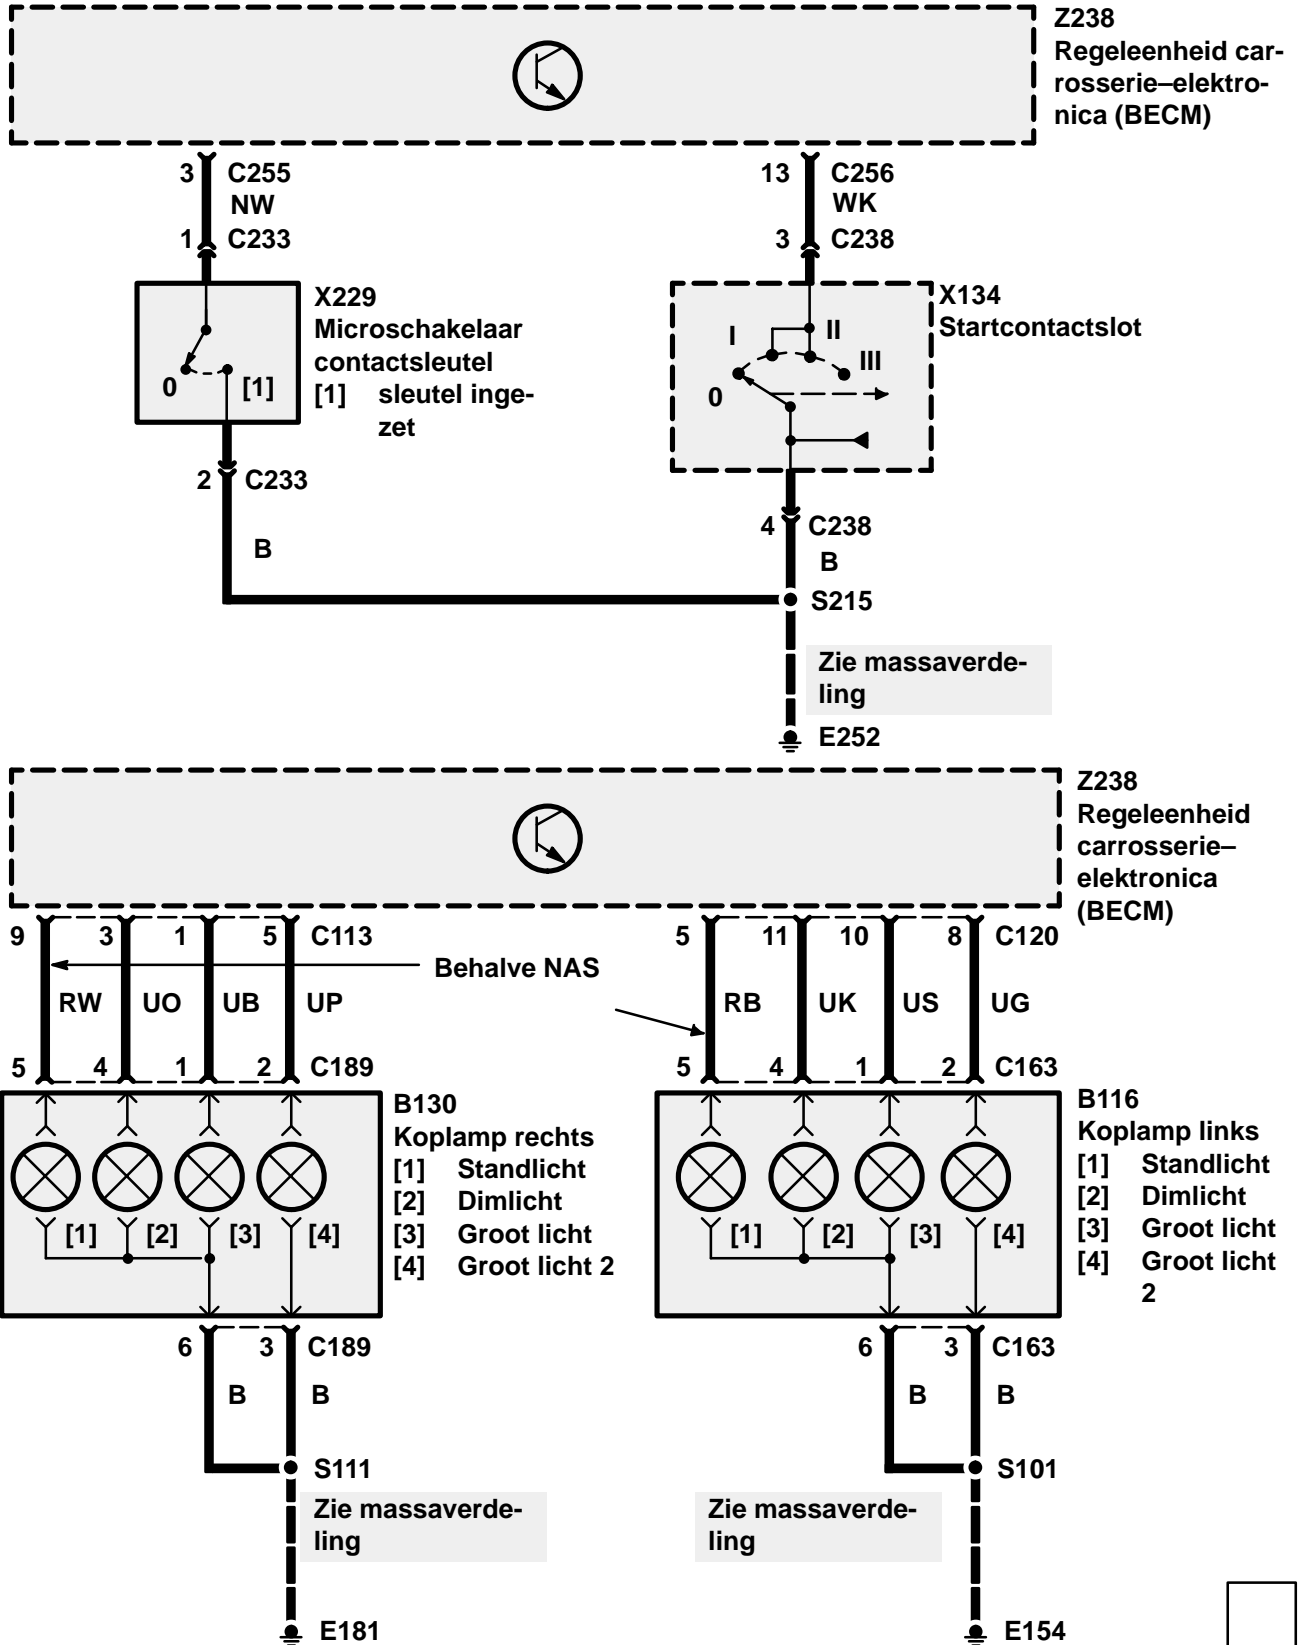 Z238
Regeleenheid car-
rosserie–elektro-
nica (BECM)
3 C255
NW
1 C233
13 C256
WK
3 C238
X229
Microschakelaar
contactsleutel
[1] sleutel inge-
zet
0 [1]
X134
Startcontactslot
I II
III
0
2 C233
B
4 C238
B
S215
Zie massaverde-
ling
E252
Z238
Regeleenheid
carrosserie–
elektronica
(BECM)
9 3 1 5 C113
5 11 10 8 C120
Behalve NAS
RW UO UB UP
RB UK US UG
5 4 1 2 C189
5 4 1 2 C163
B130
Koplamp rechts
[1] Standlicht
[2] Dimlicht
[3] Groot licht
[4] Groot licht 2
[1] [2] [3] [4]
B116
Koplamp links
[1] Standlicht
[2] Dimlicht
[3] Groot licht
[4] Groot licht
2
[1] [2] [3] [4]
6 3 C189
B B
6 3 C163
B B
S111
S101
Zie massaverde-
ling
Zie massaverde-
ling
E181
E154